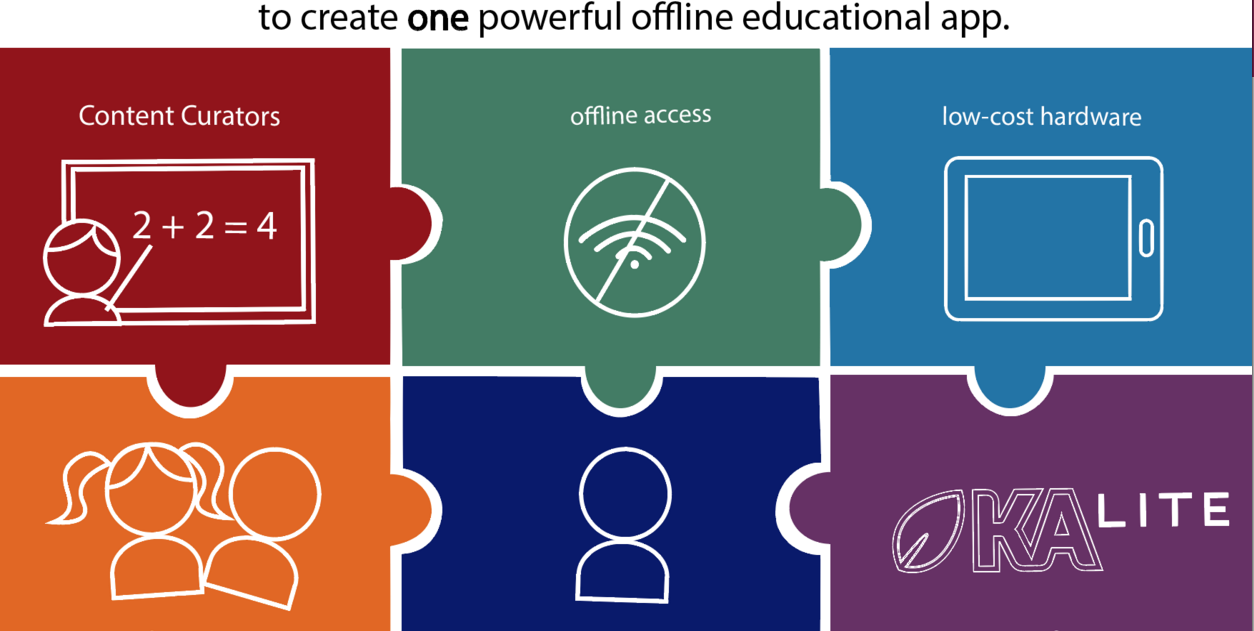 to create one powerful offline educational app.
Content Curators
offline access
low-cost hardware
2 + 2 = 4
KA LITE